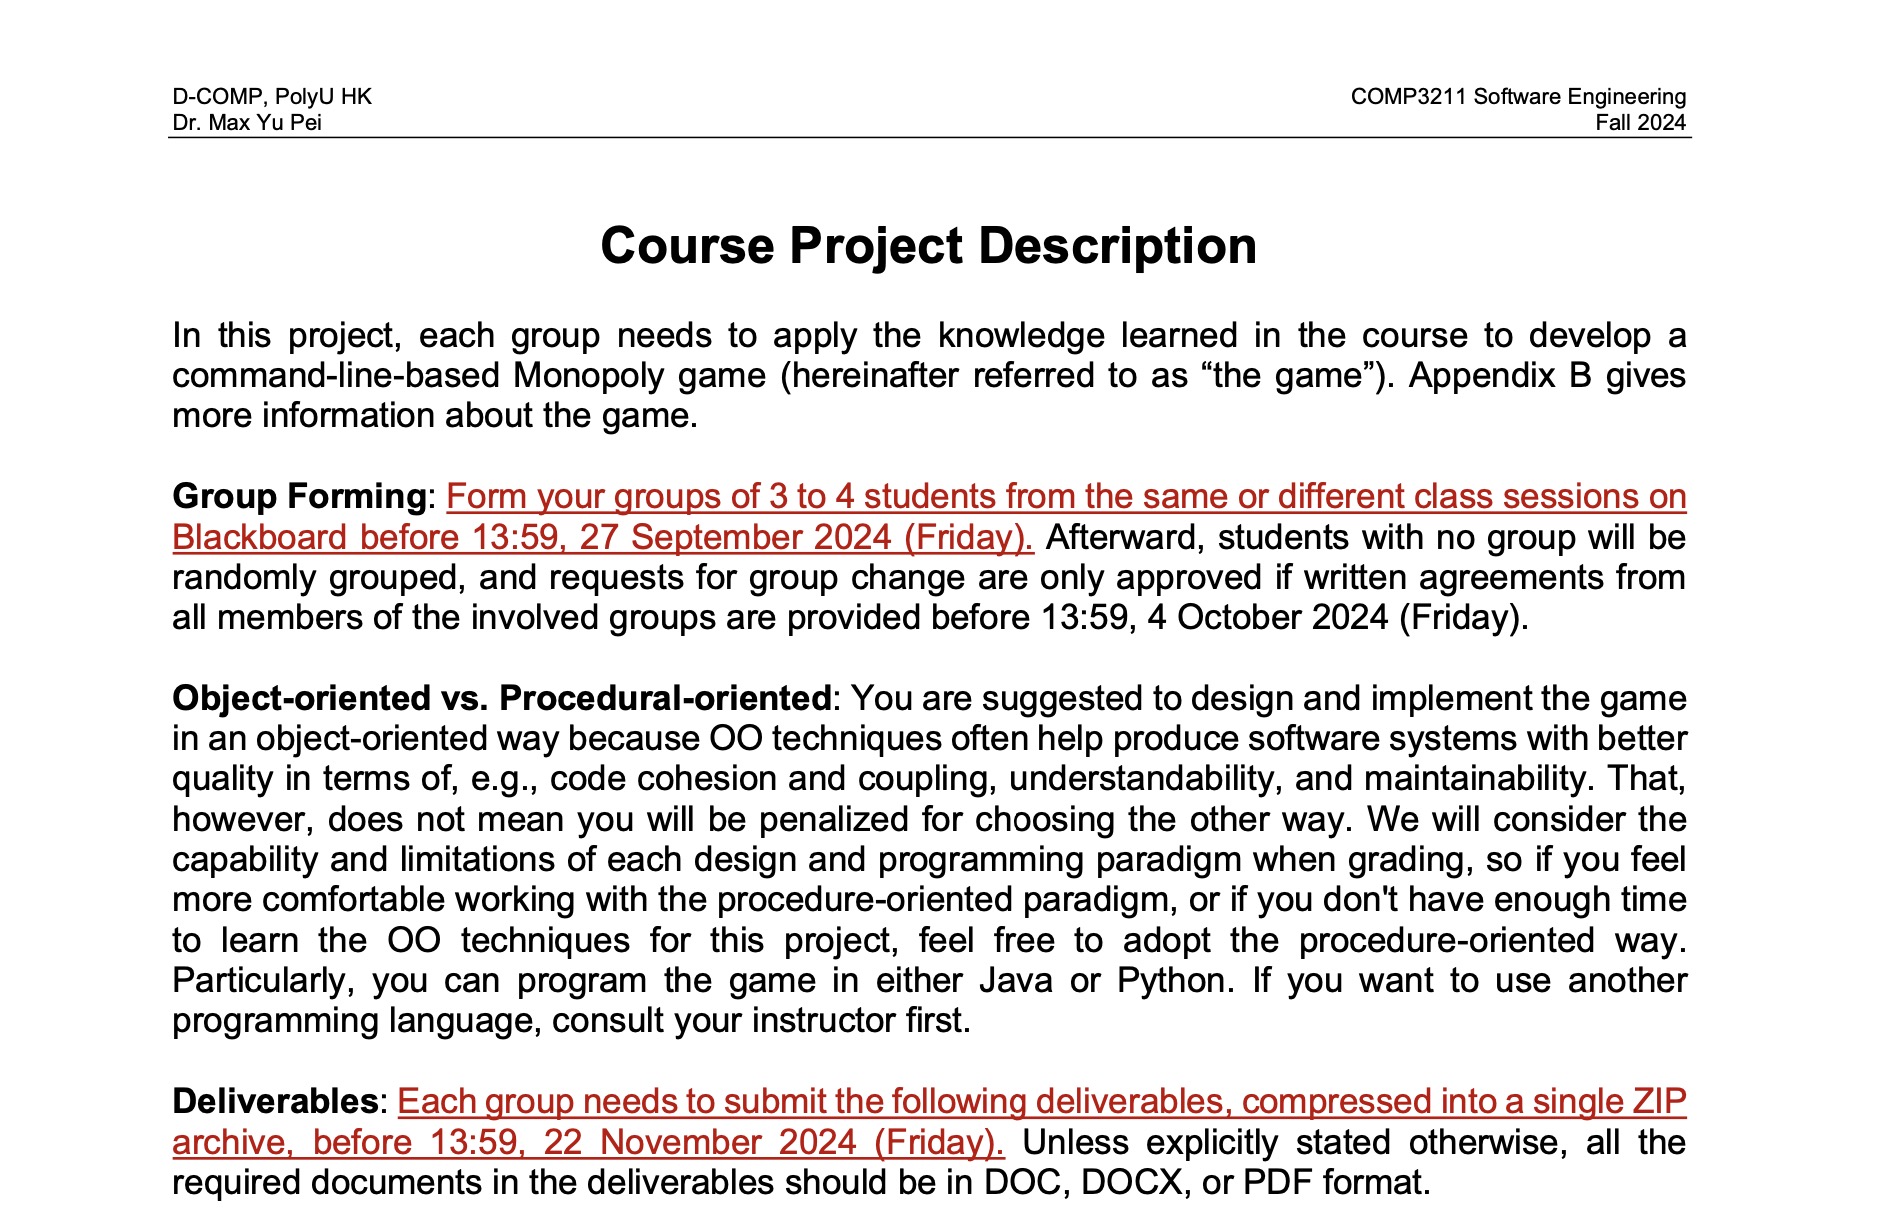 D-COMP, PolyU HK
COMP3211 Software Engineering
Dr. Max Yu Pei
Fall 2024
Course Project Description
In this project, each group needs to apply the knowledge learned in the course to develop a
command-line-based Monopoly game (hereinafter referred to as “the game”). Appendix B gives
more information about the game.
Group Forming: Form your groups of 3 to 4 students from the same or different class sessions on
Blackboard before 13:59, 27 September 2024 (Friday). Afterward, students with no group will be
randomly grouped, and requests for group change are only approved if written agreements from
all members of the involved groups are provided before 13:59, 4 October 2024 (Friday).
Object-oriented vs. Procedural-oriented: You are suggested to design and implement the game
in an object-oriented way because OO techniques often help produce software systems with better
quality in terms of, e.g., code cohesion and coupling, understandability, and maintainability. That,
however, does not mean you will be penalized for choosing the other way. We will consider the
capability and limitations of each design and programming paradigm when grading, so if you feel
more comfortable working with the procedure-oriented paradigm, or if you don't have enough time
to learn the OO techniques for this project, feel free to adopt the procedure-oriented way.
Particularly, you can program the game in either Java or Python. If you want to use another
programming language, consult your instructor first.
Deliverables: Each group needs to submit the following deliverables, compressed into a single ZIP
archive, before 13:59, 22 November 2024 (Friday). Unless explicitly stated otherwise, all the
required documents in the deliverables should be in DOC, DOCX, or PDF format.